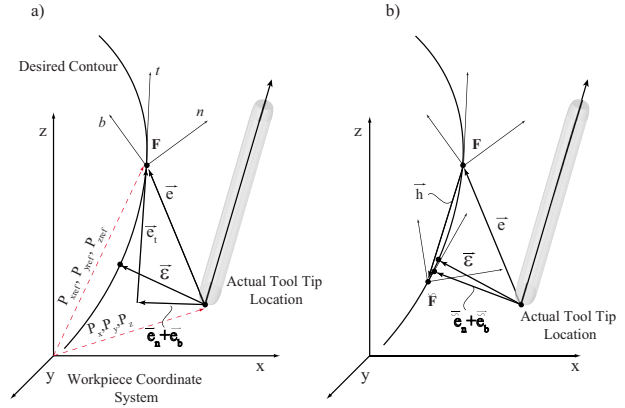 a)
Desired Contour
t
b
n
F
z
e
e_t
P_xref, P_yref, P_zref
ε
Actual Tool Tip
Location
P_x, P_y, P_z
e_n+e_b
x
y
Workpiece Coordinate
System
b)
z
F
h
e
ε
F̂
e_n+e_b
Actual Tool Tip
Location
x
y